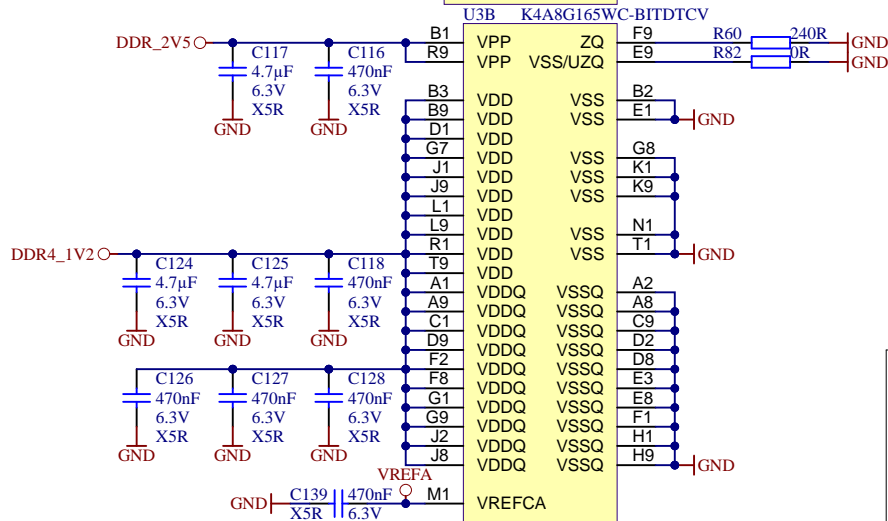 U3B K4A8G165WC-BITDTCV
DDR_2V5 B1 VPP ZQ F9 R60 240R GND
R9 VPP VSS/UZQ E9 R82 0R GND
C117 C116
4.7µF 470nF
6.3V 6.3V
X5R X5R
GND GND
B3 VDD VSS B2
B9 VDD VSS E1 GND
D1 VDD
G7 VDD VSS G8
J1 VDD VSS K1
J9 VDD VSS K9
L1 VDD
L9 VDD VSS N1
DDR4_1V2 R1 VDD VSS T1 GND
T9 VDD
C124 C125 C118
4.7µF 4.7µF 470nF
6.3V 6.3V 6.3V
X5R X5R X5R
GND GND GND
A1 VDDQ VSSQ A2
A9 VDDQ VSSQ A8
C1 VDDQ VSSQ C9
D9 VDDQ VSSQ D2
F2 VDDQ VSSQ D8
F8 VDDQ VSSQ E3
G1 VDDQ VSSQ E8
G9 VDDQ VSSQ F1
J2 VDDQ VSSQ H1
J8 VDDQ VSSQ H9 GND
C126 C127 C128
470nF 470nF 470nF
6.3V 6.3V 6.3V
X5R X5R X5R
GND GND GND
VREFA
GND C139 470nF M1 VREFCA
X5R 6.3V